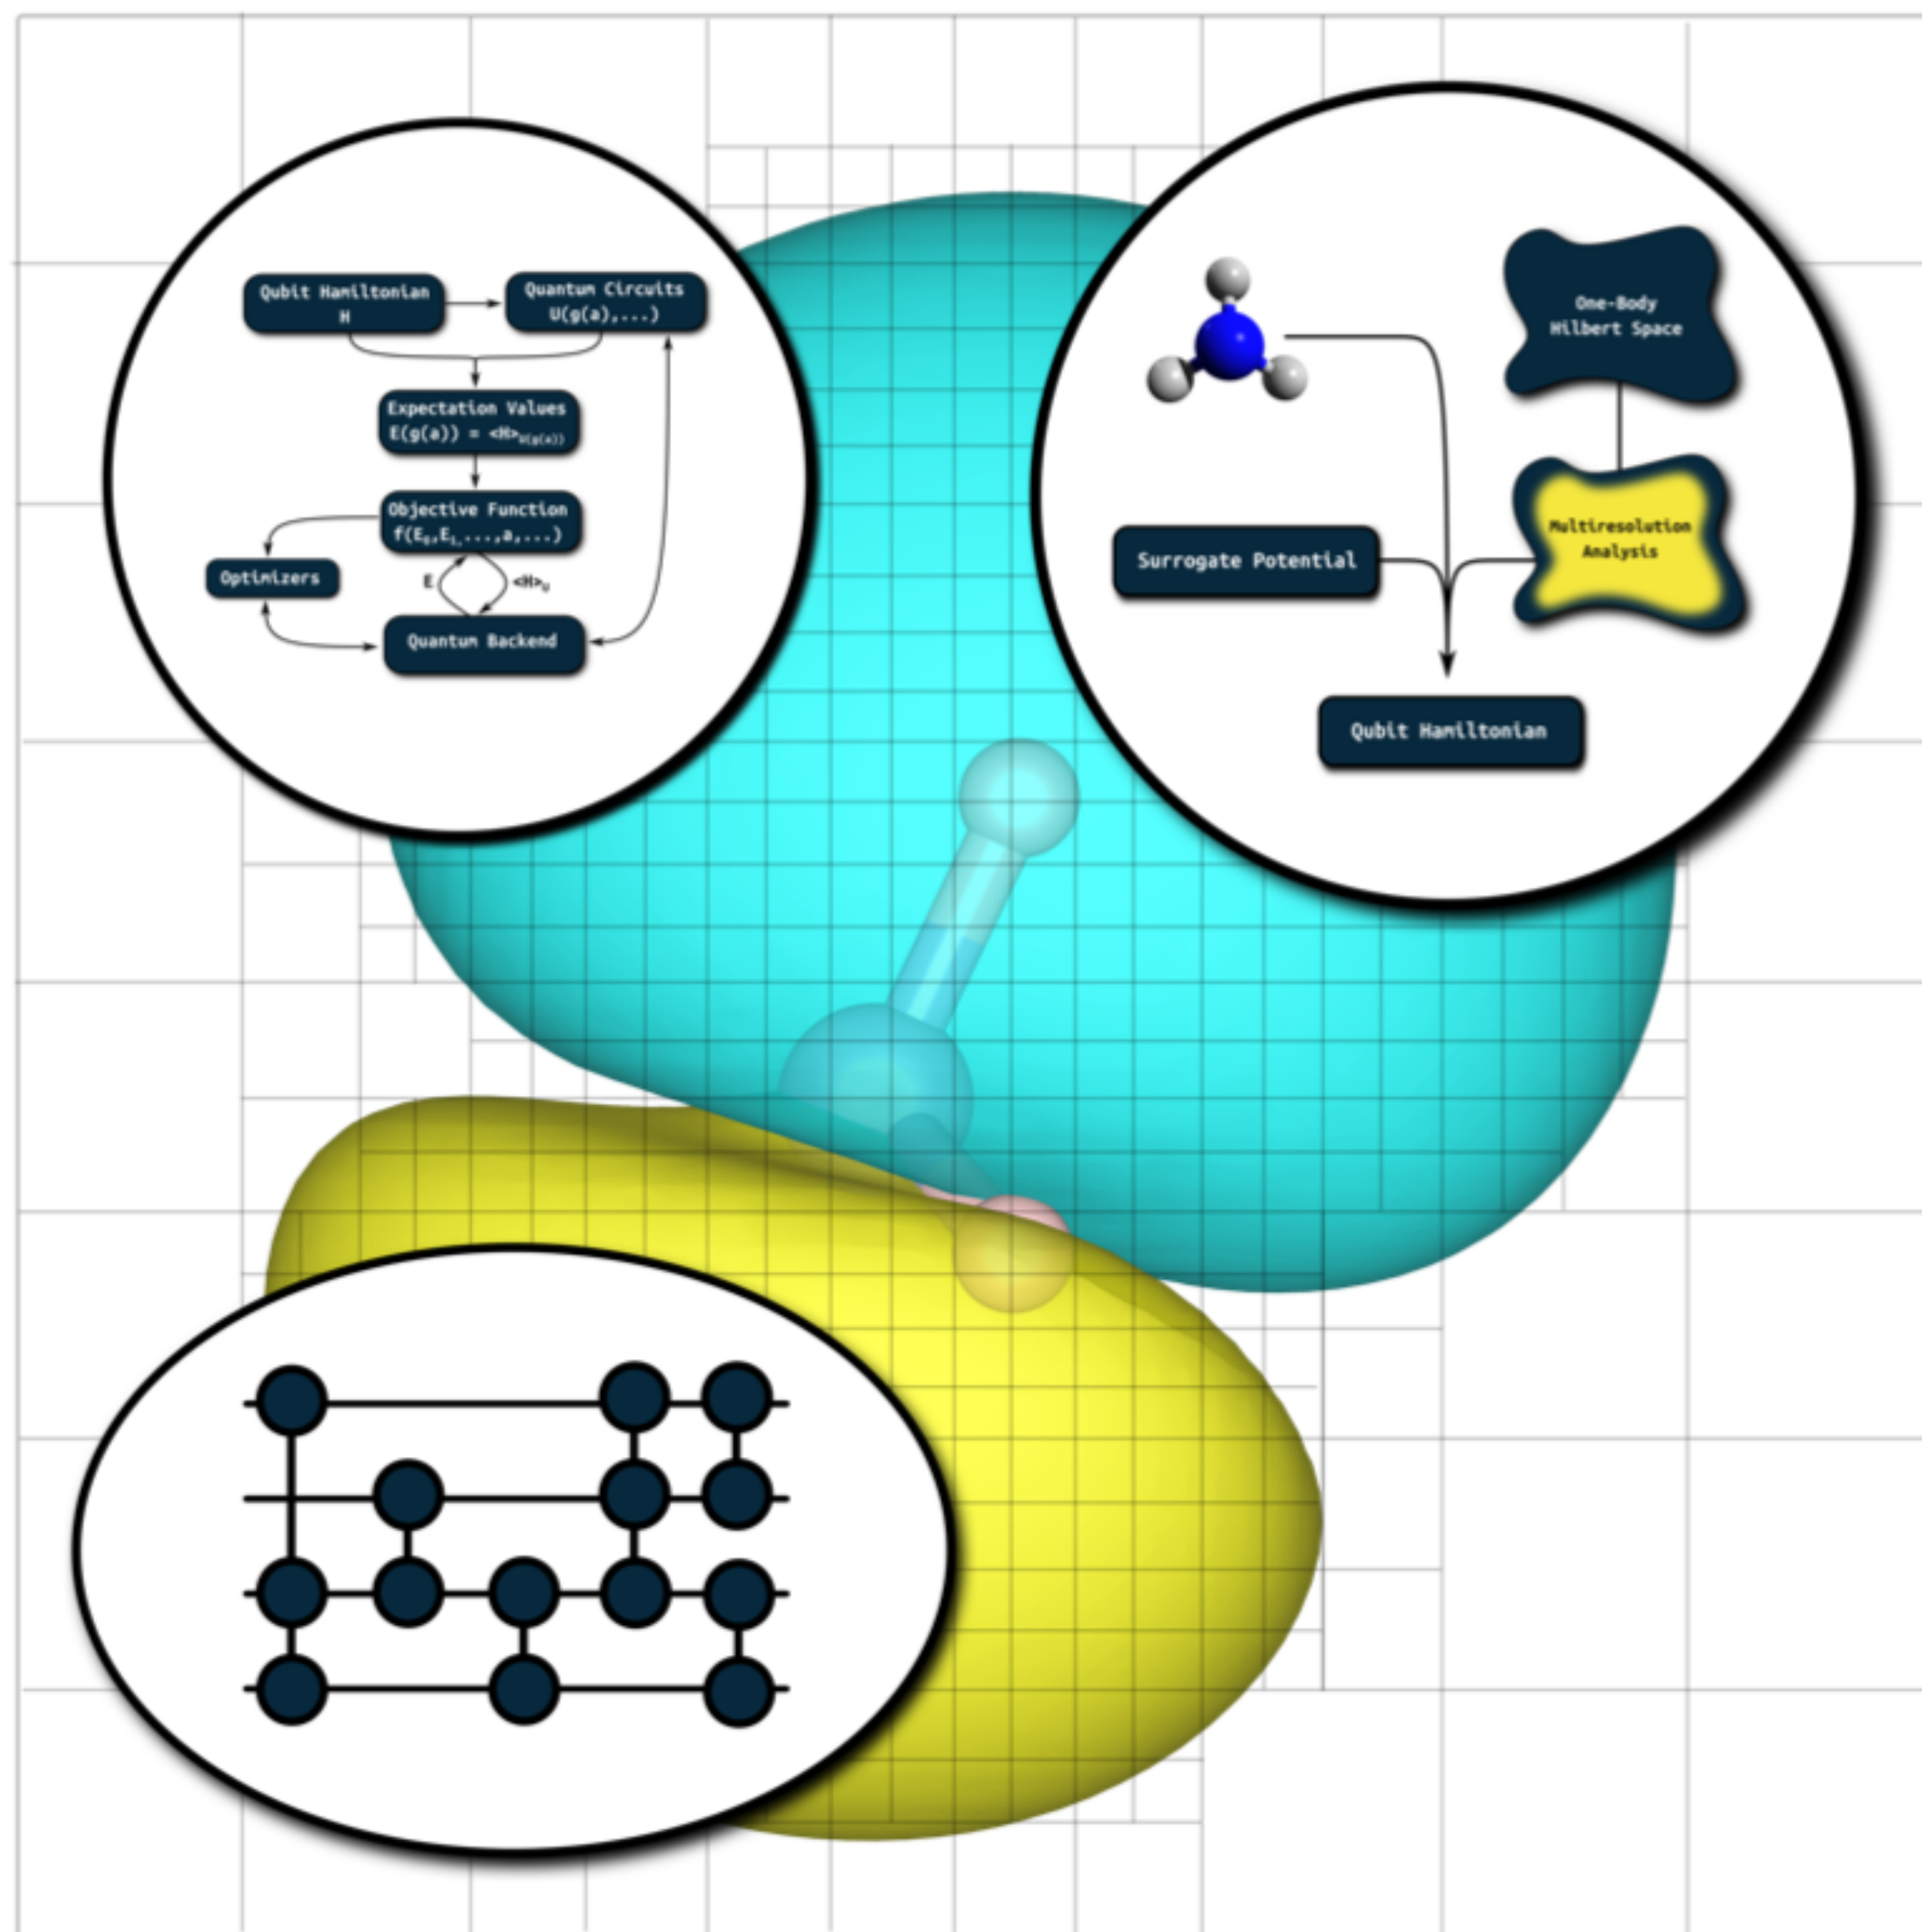 Qubit Hamiltonian
H
Quantum Circuits
U(g(a),...)
Expectation Values
E(g(a)) = <H>U(g(a))
Objective Function
f(E0,E1,...,a,...)
Optimizers
E
<H>U
Quantum Backend
One-Body
Hilbert Space
Multiresolution
Analysis
Surrogate Potential
Qubit Hamiltonian